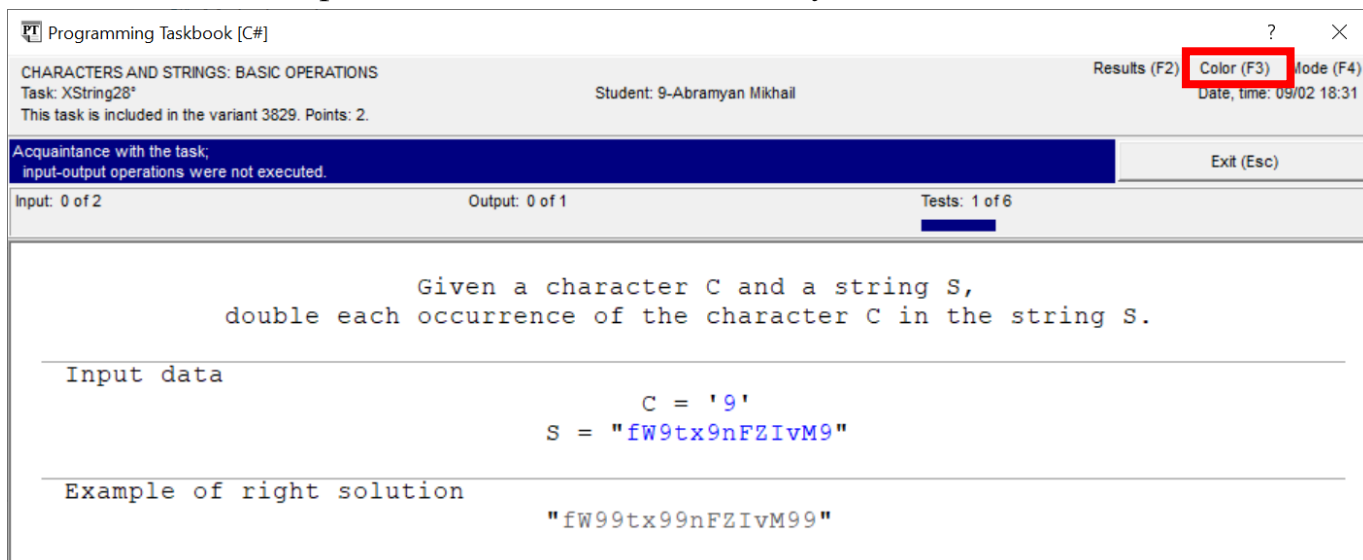 Programming Taskbook [C#] ?
CHARACTERS AND STRINGS: BASIC OPERATIONS Results (F2) Color (F3) Mode (F4)
Task: XString28° Student: 9-Abramyan Mikhail Date, time: 09/02 18:31
This task is included in the variant 3829. Points: 2.
Acquaintance with the task;
input-output operations were not executed. Exit (Esc)
Input: 0 of 2 Output: 0 of 1 Tests: 1 of 6
Given a character C and a string S,
double each occurrence of the character C in the string S.
Input data
C = '9'
S = "fW9tx9nFZIvM9"
Example of right solution
"fW99tx99nFZIvM99"